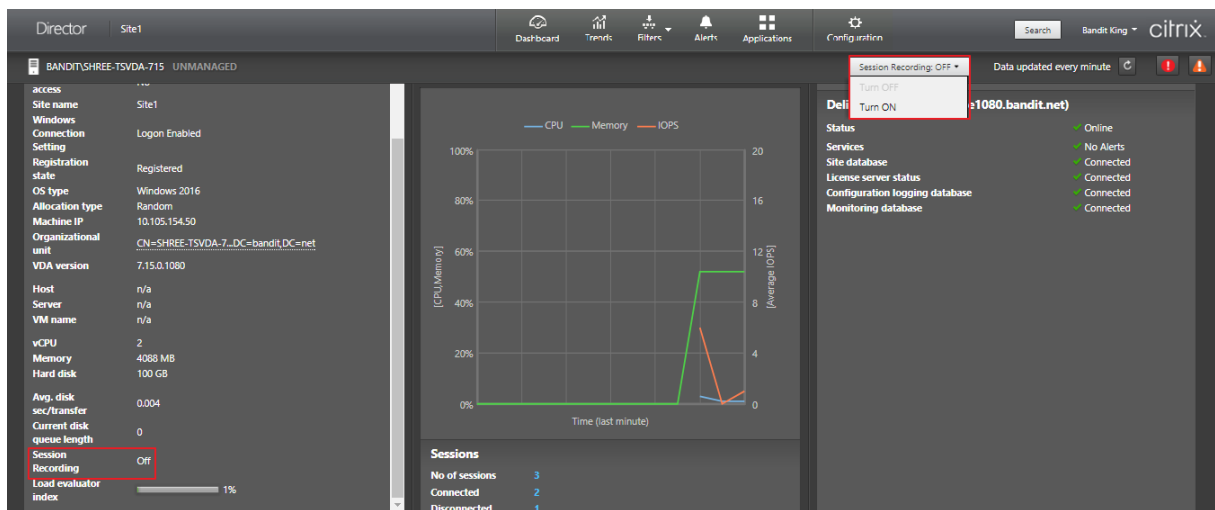 Director Site1
Dashboard Trends Filters Alerts Applications Configuration
Search Bandit King citrix
BANDIT\SHREE-TSVDA-715 UNMANAGED
Session Recording: OFF
Data updated every minute
Turn OFF
Turn ON
access
Site name Site1
Windows
Connection Logon Enabled
Setting
Registration
state Registered
OS type Windows 2016
Allocation type Random
Machine IP 10.105.154.50
Organizational
unit CN=SHREE-TSVDA-7...DC=bandit,DC=net
VDA version 7.15.0.1080
Host n/a
Server n/a
VM name n/a
vCPU 2
Memory 4088 MB
Hard disk 100 GB
Avg. disk
sec/transfer 0.004
Current disk
queue length 0
Session
Recording Off
Load evaluator
index 1%
CPU Memory IOPS
100% 20
80% 16
60% 12
40% 8
20% 4
0% 0
[CPU,Memory]
[Average IOPS]
Time (last minute)
Sessions
No of sessions 3
Connected 2
Disconnected 1
Deli e1080.bandit.net)
Status Online
Services No Alerts
Site database Connected
License server status Connected
Configuration logging database Connected
Monitoring database Connected